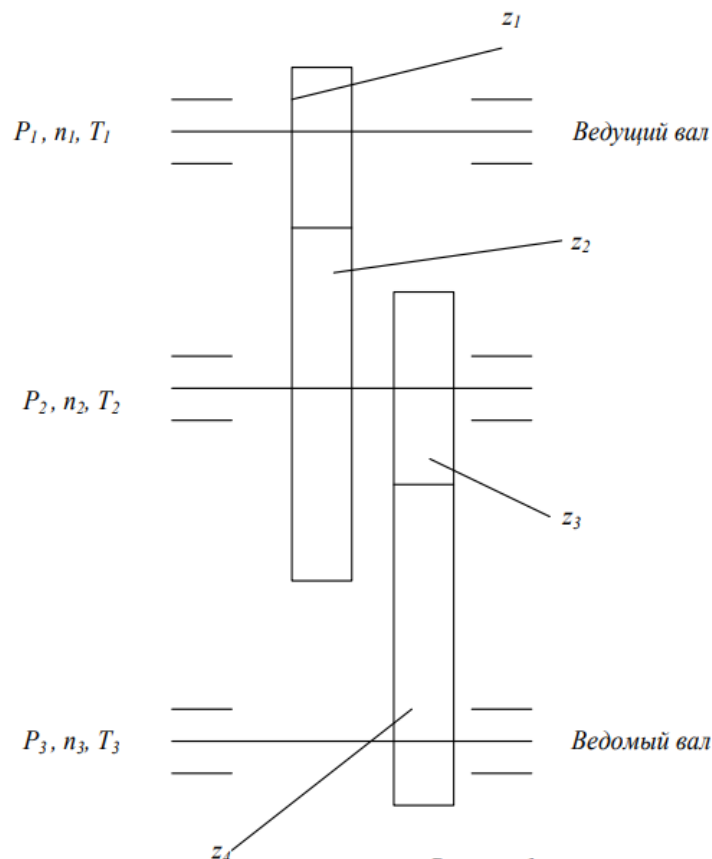 z₁
P₁, n₁, T₁
Ведущий вал
z₂
P₂, n₂, T₂
z₃
P₃, n₃, T₃
Ведомый вал
z₄